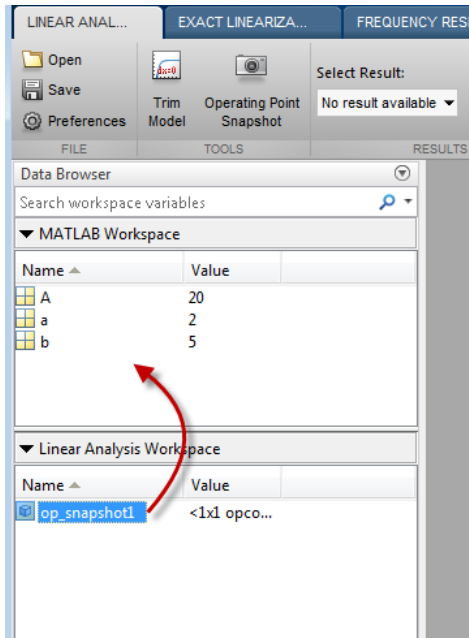 LINEAR ANAL...
EXACT LINEARIZA...
FREQUENCY RES
Open
Save
Preferences
FILE
Trim
Model
Operating Point
Snapshot
TOOLS
Select Result:
No result available
RESULTS
Data Browser
Search workspace variables
MATLAB Workspace
Name Value
A 20
a 2
b 5
Linear Analysis Workspace
Name Value
op_snapshot1 <1x1 opco...